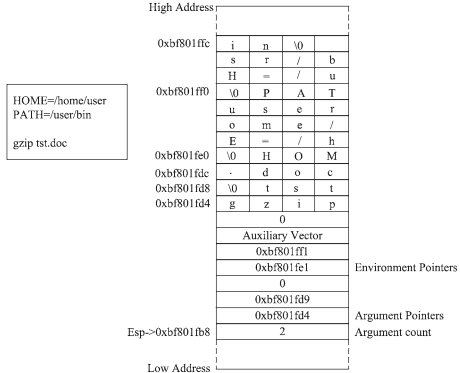 High Address
0xbf801ffc i n \0
s r / b
H = / u
0xbf801ff0 \0 P A T
u s e r
o m e /
E = / h
0xbf801fe0 \0 H O M
0xbf801fdc . d o c
0xbf801fd8 \0 t s t
0xbf801fd4 g z i p
0
Auxiliary Vector
0xbf801ff1
0xbf801fe1 Environment Pointers
0
0xbf801fd9
0xbf801fd4 Argument Pointers
Esp->0xbf801fb8 2 Argument count
Low Address
HOME=/home/user
PATH=/user/bin
gzip tst.doc